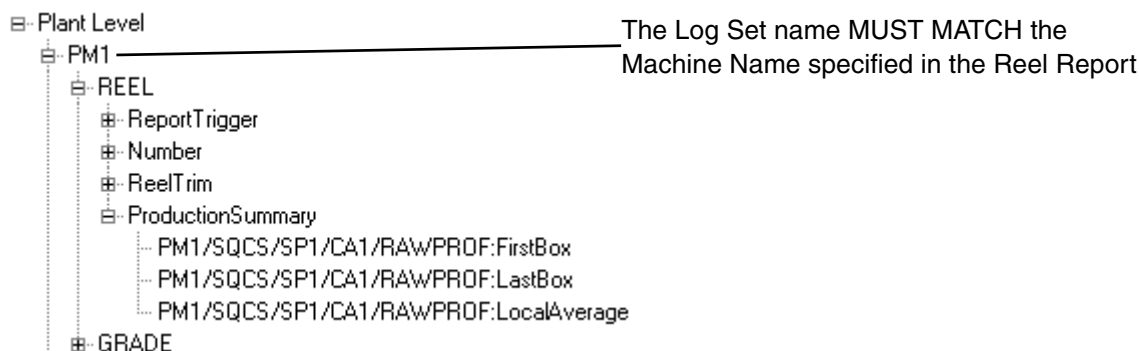 Plant Level
PM1
The Log Set name MUST MATCH the
Machine Name specified in the Reel Report
REEL
ReportTrigger
Number
ReelTrim
ProductionSummary
PM1/SQCS/SP1/CA1/RAWPROF:FirstBox
PM1/SQCS/SP1/CA1/RAWPROF:LastBox
PM1/SQCS/SP1/CA1/RAWPROF:LocalAverage
GRADE